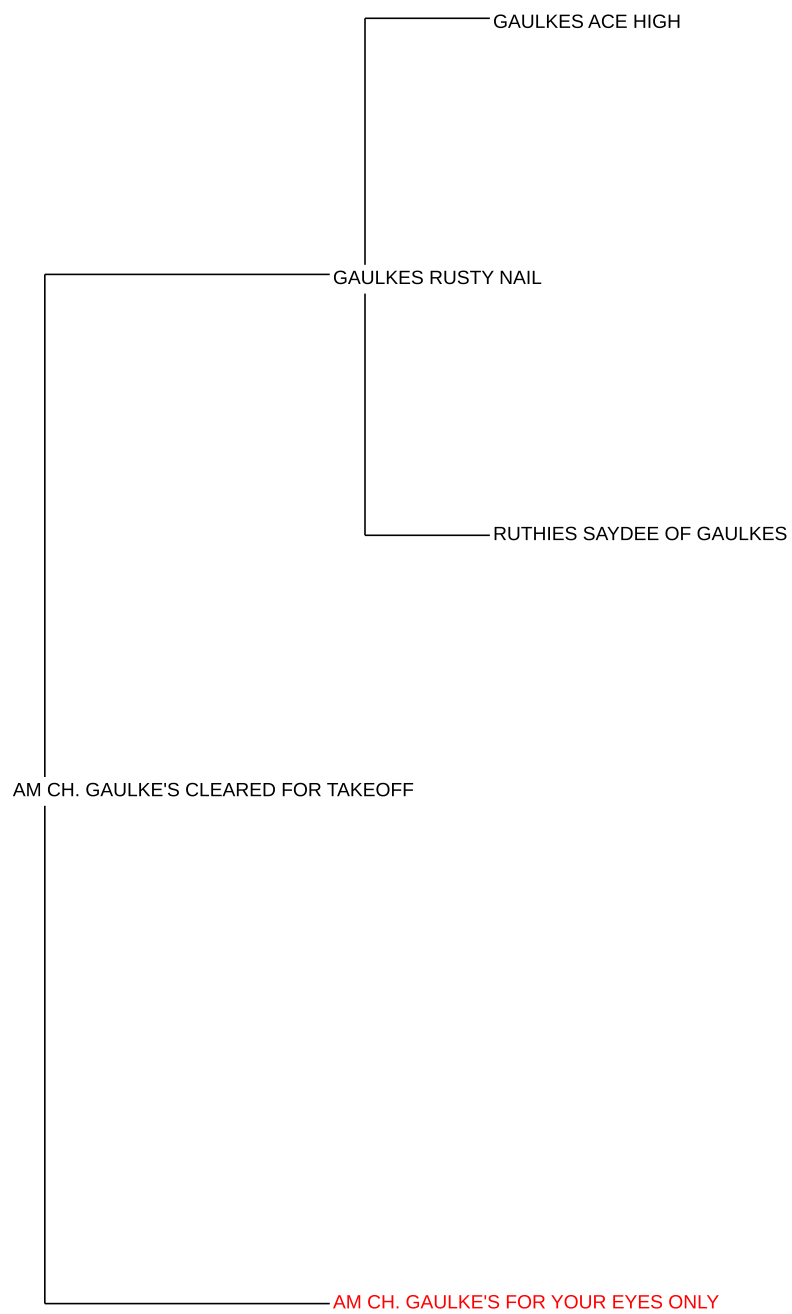 GAULKES ACE HIGH
GAULKES RUSTY NAIL
RUTHIES SAYDEE OF GAULKES
AM CH. GAULKE'S CLEARED FOR TAKEOFF
AM CH. GAULKE'S FOR YOUR EYES ONLY